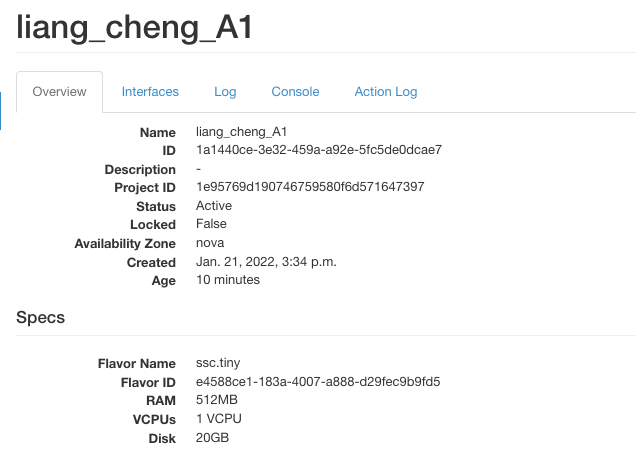 liang_cheng_A1
Overview Interfaces Log Console Action Log
Name liang_cheng_A1
ID 1a1440ce-3e32-459a-a92e-5fc5de0dcae7
Description -
Project ID 1e95769d190746759580f6d571647397
Status Active
Locked False
Availability Zone nova
Created Jan. 21, 2022, 3:34 p.m.
Age 10 minutes
Specs
Flavor Name ssc.tiny
Flavor ID e4588ce1-183a-4007-a888-d29fec9b9fd5
RAM 512MB
VCPUs 1 VCPU
Disk 20GB